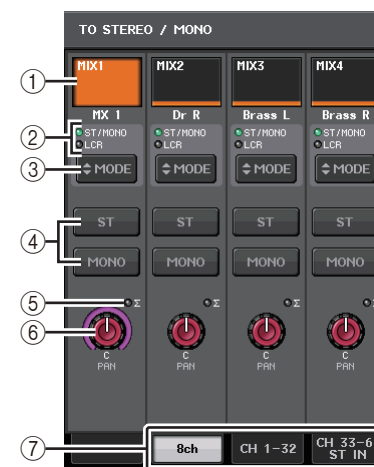 TO STEREO / MONO
MIX1 MIX2 MIX3 MIX4
① 
MX 1 Dr R Brass L Brass R
② ST/MONO ST/MONO ST/MONO ST/MONO
LCR LCR LCR LCR
③ MODE MODE MODE MODE
④ ST ST ST ST
MONO MONO MONO MONO
⑤ Σ Σ Σ
⑥ C C C C
PAN PAN PAN PAN
⑦ 8ch CH 1-32 CH 33-6
ST IN